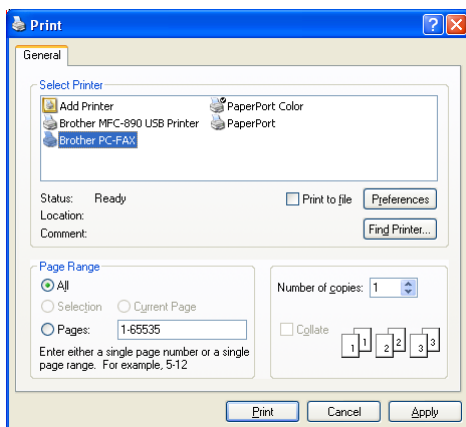 Print
General
Select Printer
Add Printer
PaperPort Color
Brother MFC-890 USB Printer
PaperPort
Brother PC-FAX
Status: Ready
Print to file
Preferences
Location:
Comment:
Find Printer...
Page Range
All
Selection
Current Page
Pages: 1-65535
Enter either a single page number or a single
page range. For example, 5-12
Number of copies: 1
Collate
1 1 2 2 3 3
Print
Cancel
Apply